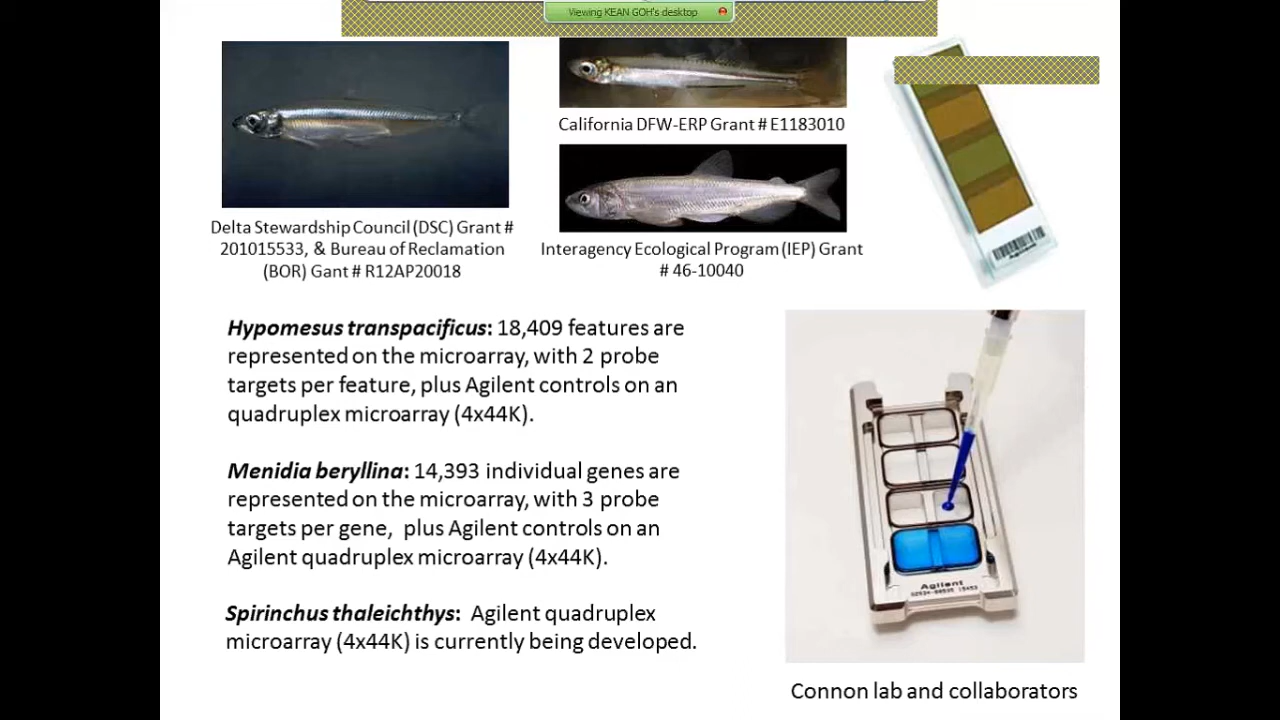 Viewing KEAN GOH's desktop
California DFW-ERP Grant # E1183010
Delta Stewardship Council (DSC) Grant #
201015533, & Bureau of Reclamation
(BOR) Gant # R12AP20018
Interagency Ecological Program (IEP) Grant
# 46-10040
Hypomesus transpacificus: 18,409 features are
represented on the microarray, with 2 probe
targets per feature, plus Agilent controls on an
quadruplex microarray (4x44K).
Menidia beryllina: 14,393 individual genes are
represented on the microarray, with 3 probe
targets per gene, plus Agilent controls on an
Agilent quadruplex microarray (4x44K).
Spirinchus thaleichthys: Agilent quadruplex
microarray (4x44K) is currently being developed.
Agilent
Connon lab and collaborators